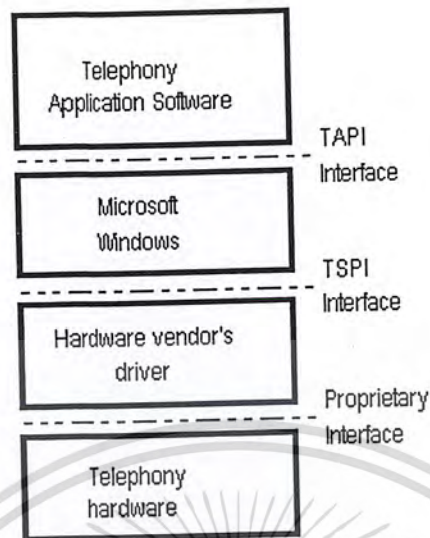 Telephony
Application Software
TAPI
Interface
Microsoft
Windows
TSPI
Interface
Hardware vendor's
driver
Proprietary
Interface
Telephony
hardware